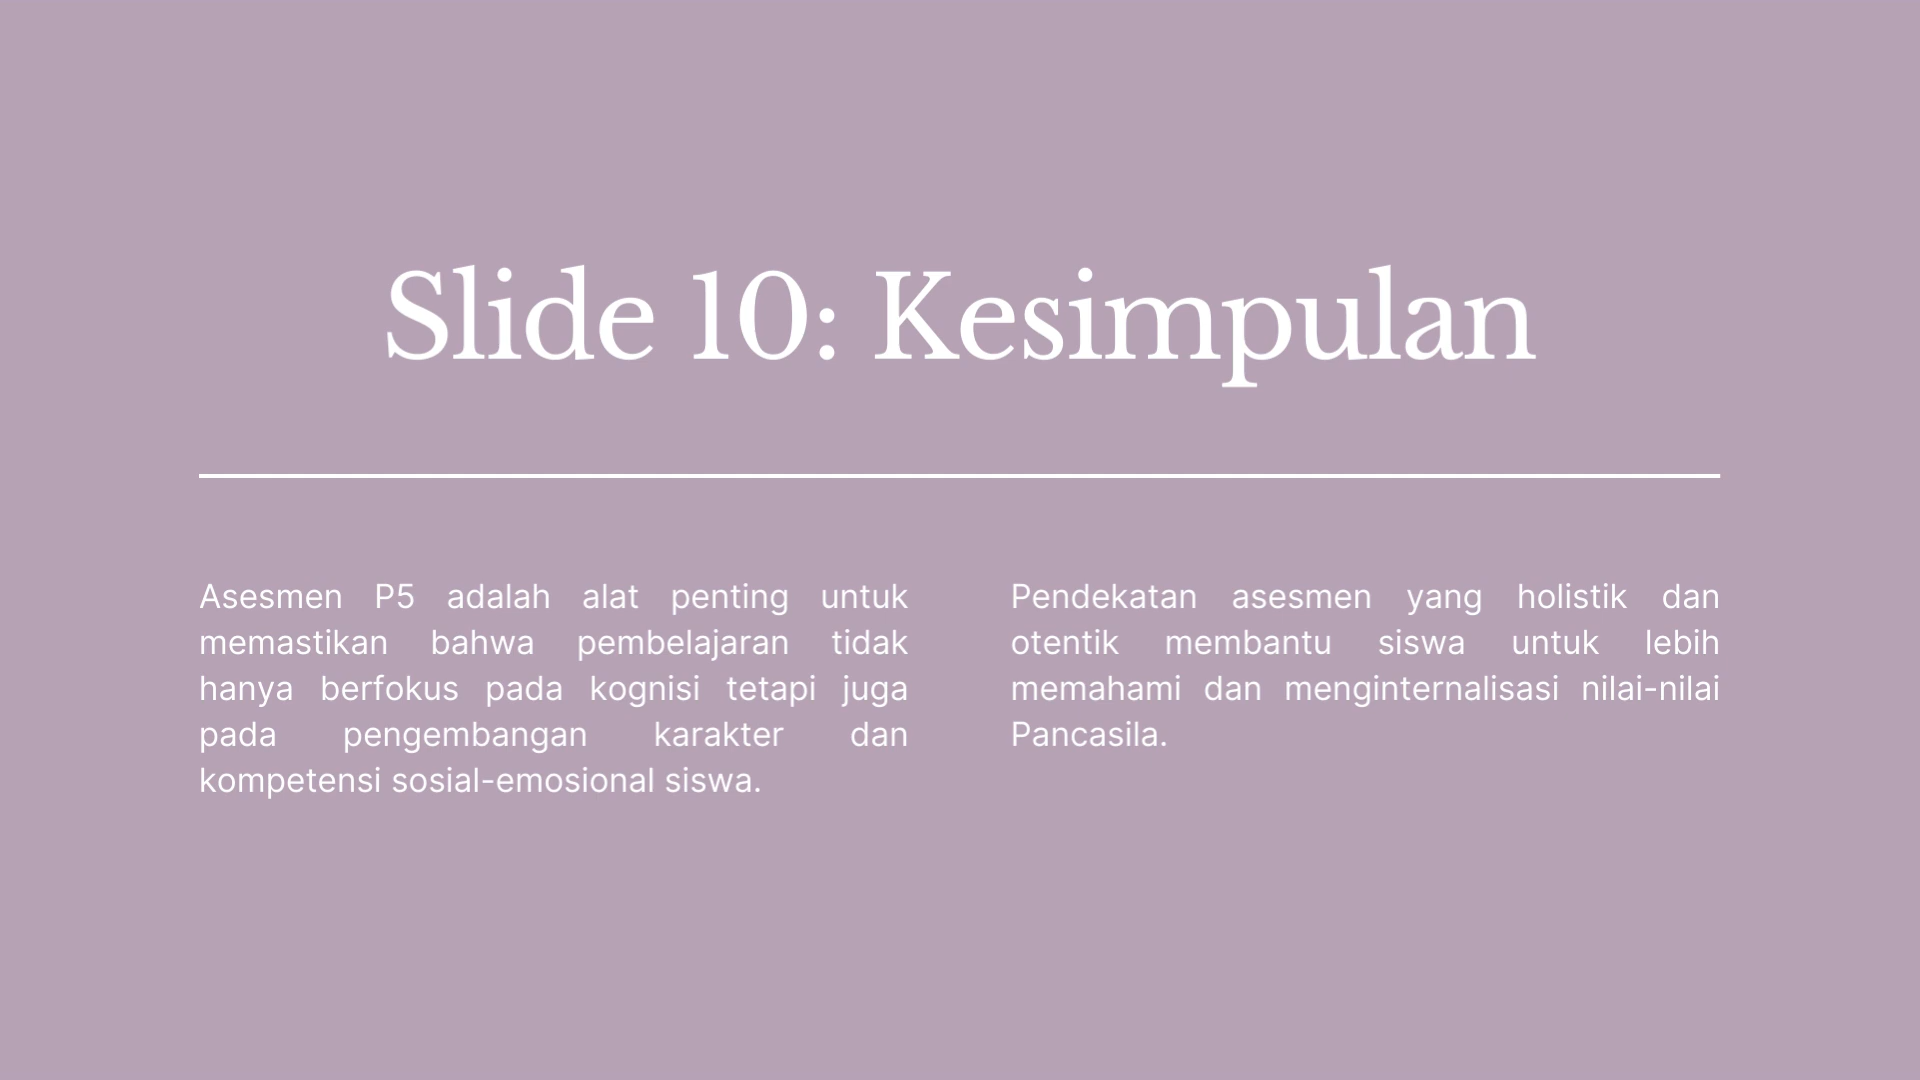 Slide 10: Kesimpulan
Asesmen P5 adalah alat penting untuk
memastikan bahwa pembelajaran tidak
hanya berfokus pada kognisi tetapi juga
pada pengembangan karakter dan
kompetensi sosial-emosional siswa.
Pendekatan asesmen yang holistik dan
otentik membantu siswa untuk lebih
memahami dan menginternalisasi nilai-nilai
Pancasila.